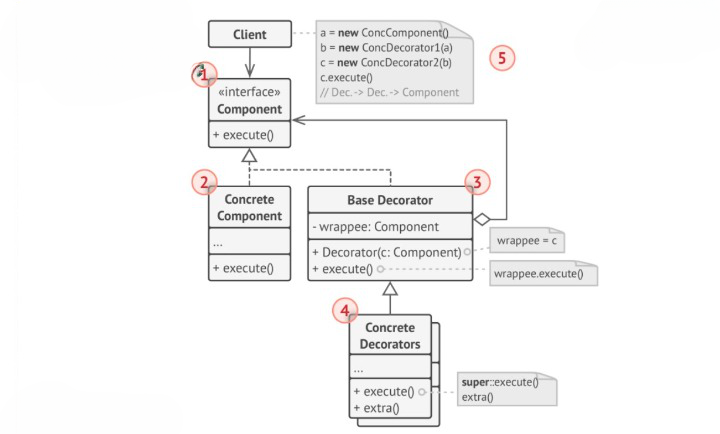 Client
a = new ConcComponent()
b = new ConcDecorator1(a)
c = new ConcDecorator2(b)
c.execute()
// Dec. -> Dec. -> Component
5
1
«interface»
Component
+ execute()
2
Concrete
Component
...
+ execute()
3
Base Decorator
- wrappee: Component
+ Decorator(c: Component)
+ execute()
wrappee = c
wrappee.execute()
4
Concrete
Decorators
...
+ execute()
+ extra()
super::execute()
extra()